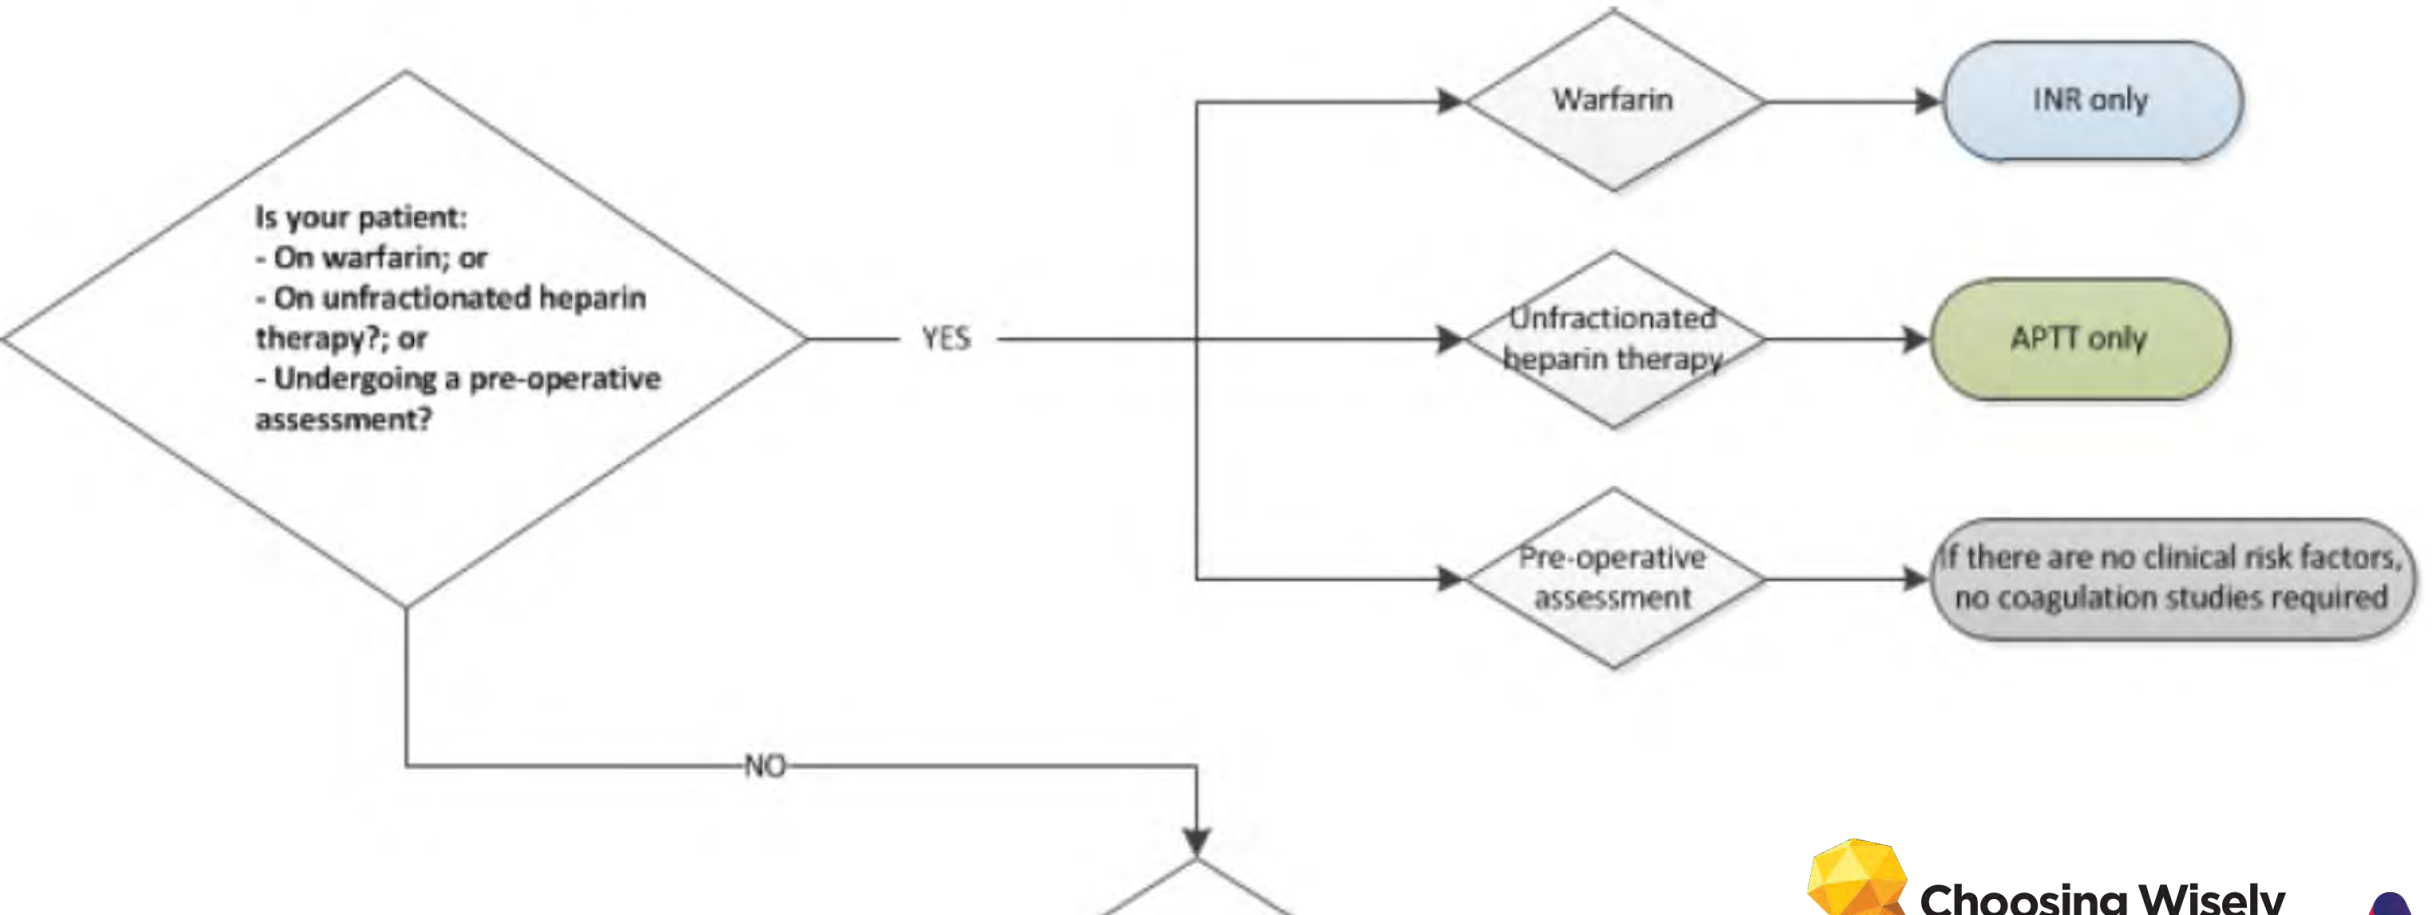 Is your patient:
- On warfarin; or
- On unfractionated heparin
therapy?; or
- Undergoing a pre-operative
assessment?
YES
Warfarin
INR only
Unfractionated
heparin therapy
APTT only
Pre-operative
assessment
If there are no clinical risk factors,
no coagulation studies required
NO
Choosing Wisely